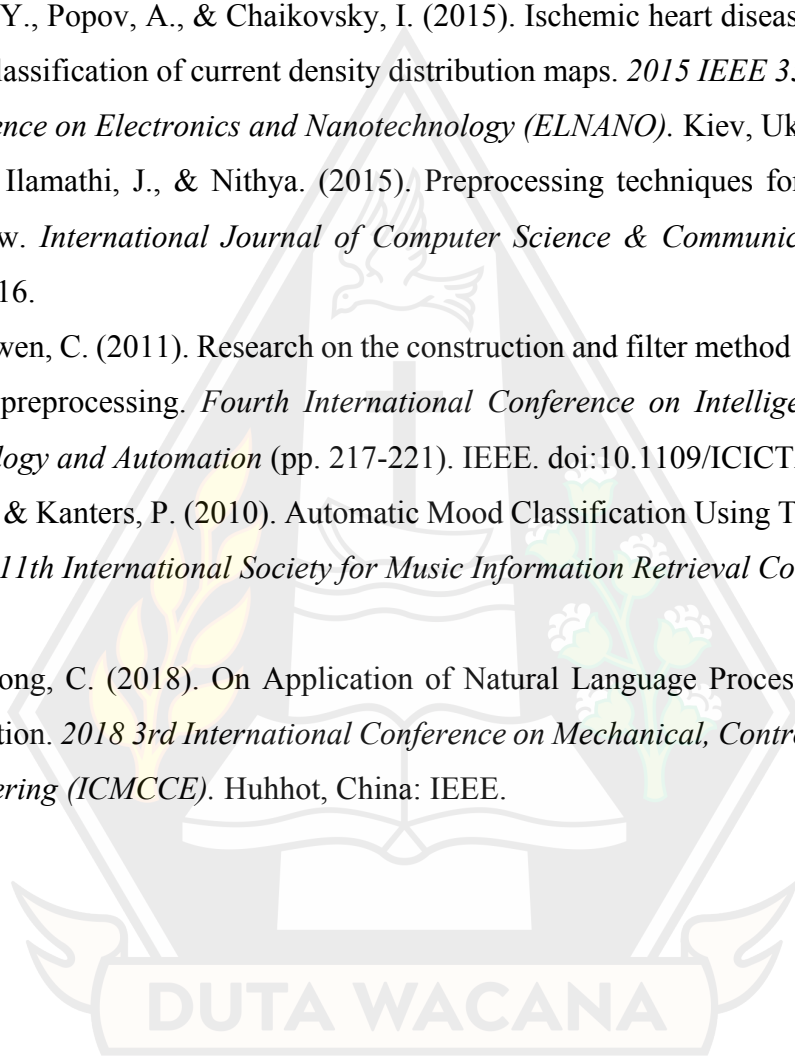 Y., Popov, A., & Chaikovsky, I. (2015). Ischemic heart diseas
lassification of current density distribution maps. 2015 IEEE 3
ence on Electronics and Nanotechnology (ELNANO). Kiev, Uk
Ilamathi, J., & Nithya. (2015). Preprocessing techniques for
w. International Journal of Computer Science & Communic
16.
wen, C. (2011). Research on the construction and filter method
preprocessing. Fourth International Conference on Intellige
logy and Automation (pp. 217-221). IEEE. doi:10.1109/ICICT
& Kanters, P. (2010). Automatic Mood Classification Using T
11th International Society for Music Information Retrieval Co
ong, C. (2018). On Application of Natural Language Proces
tion. 2018 3rd International Conference on Mechanical, Contr
ering (ICMCCE). Huhhot, China: IEEE.
DUTA WACANA